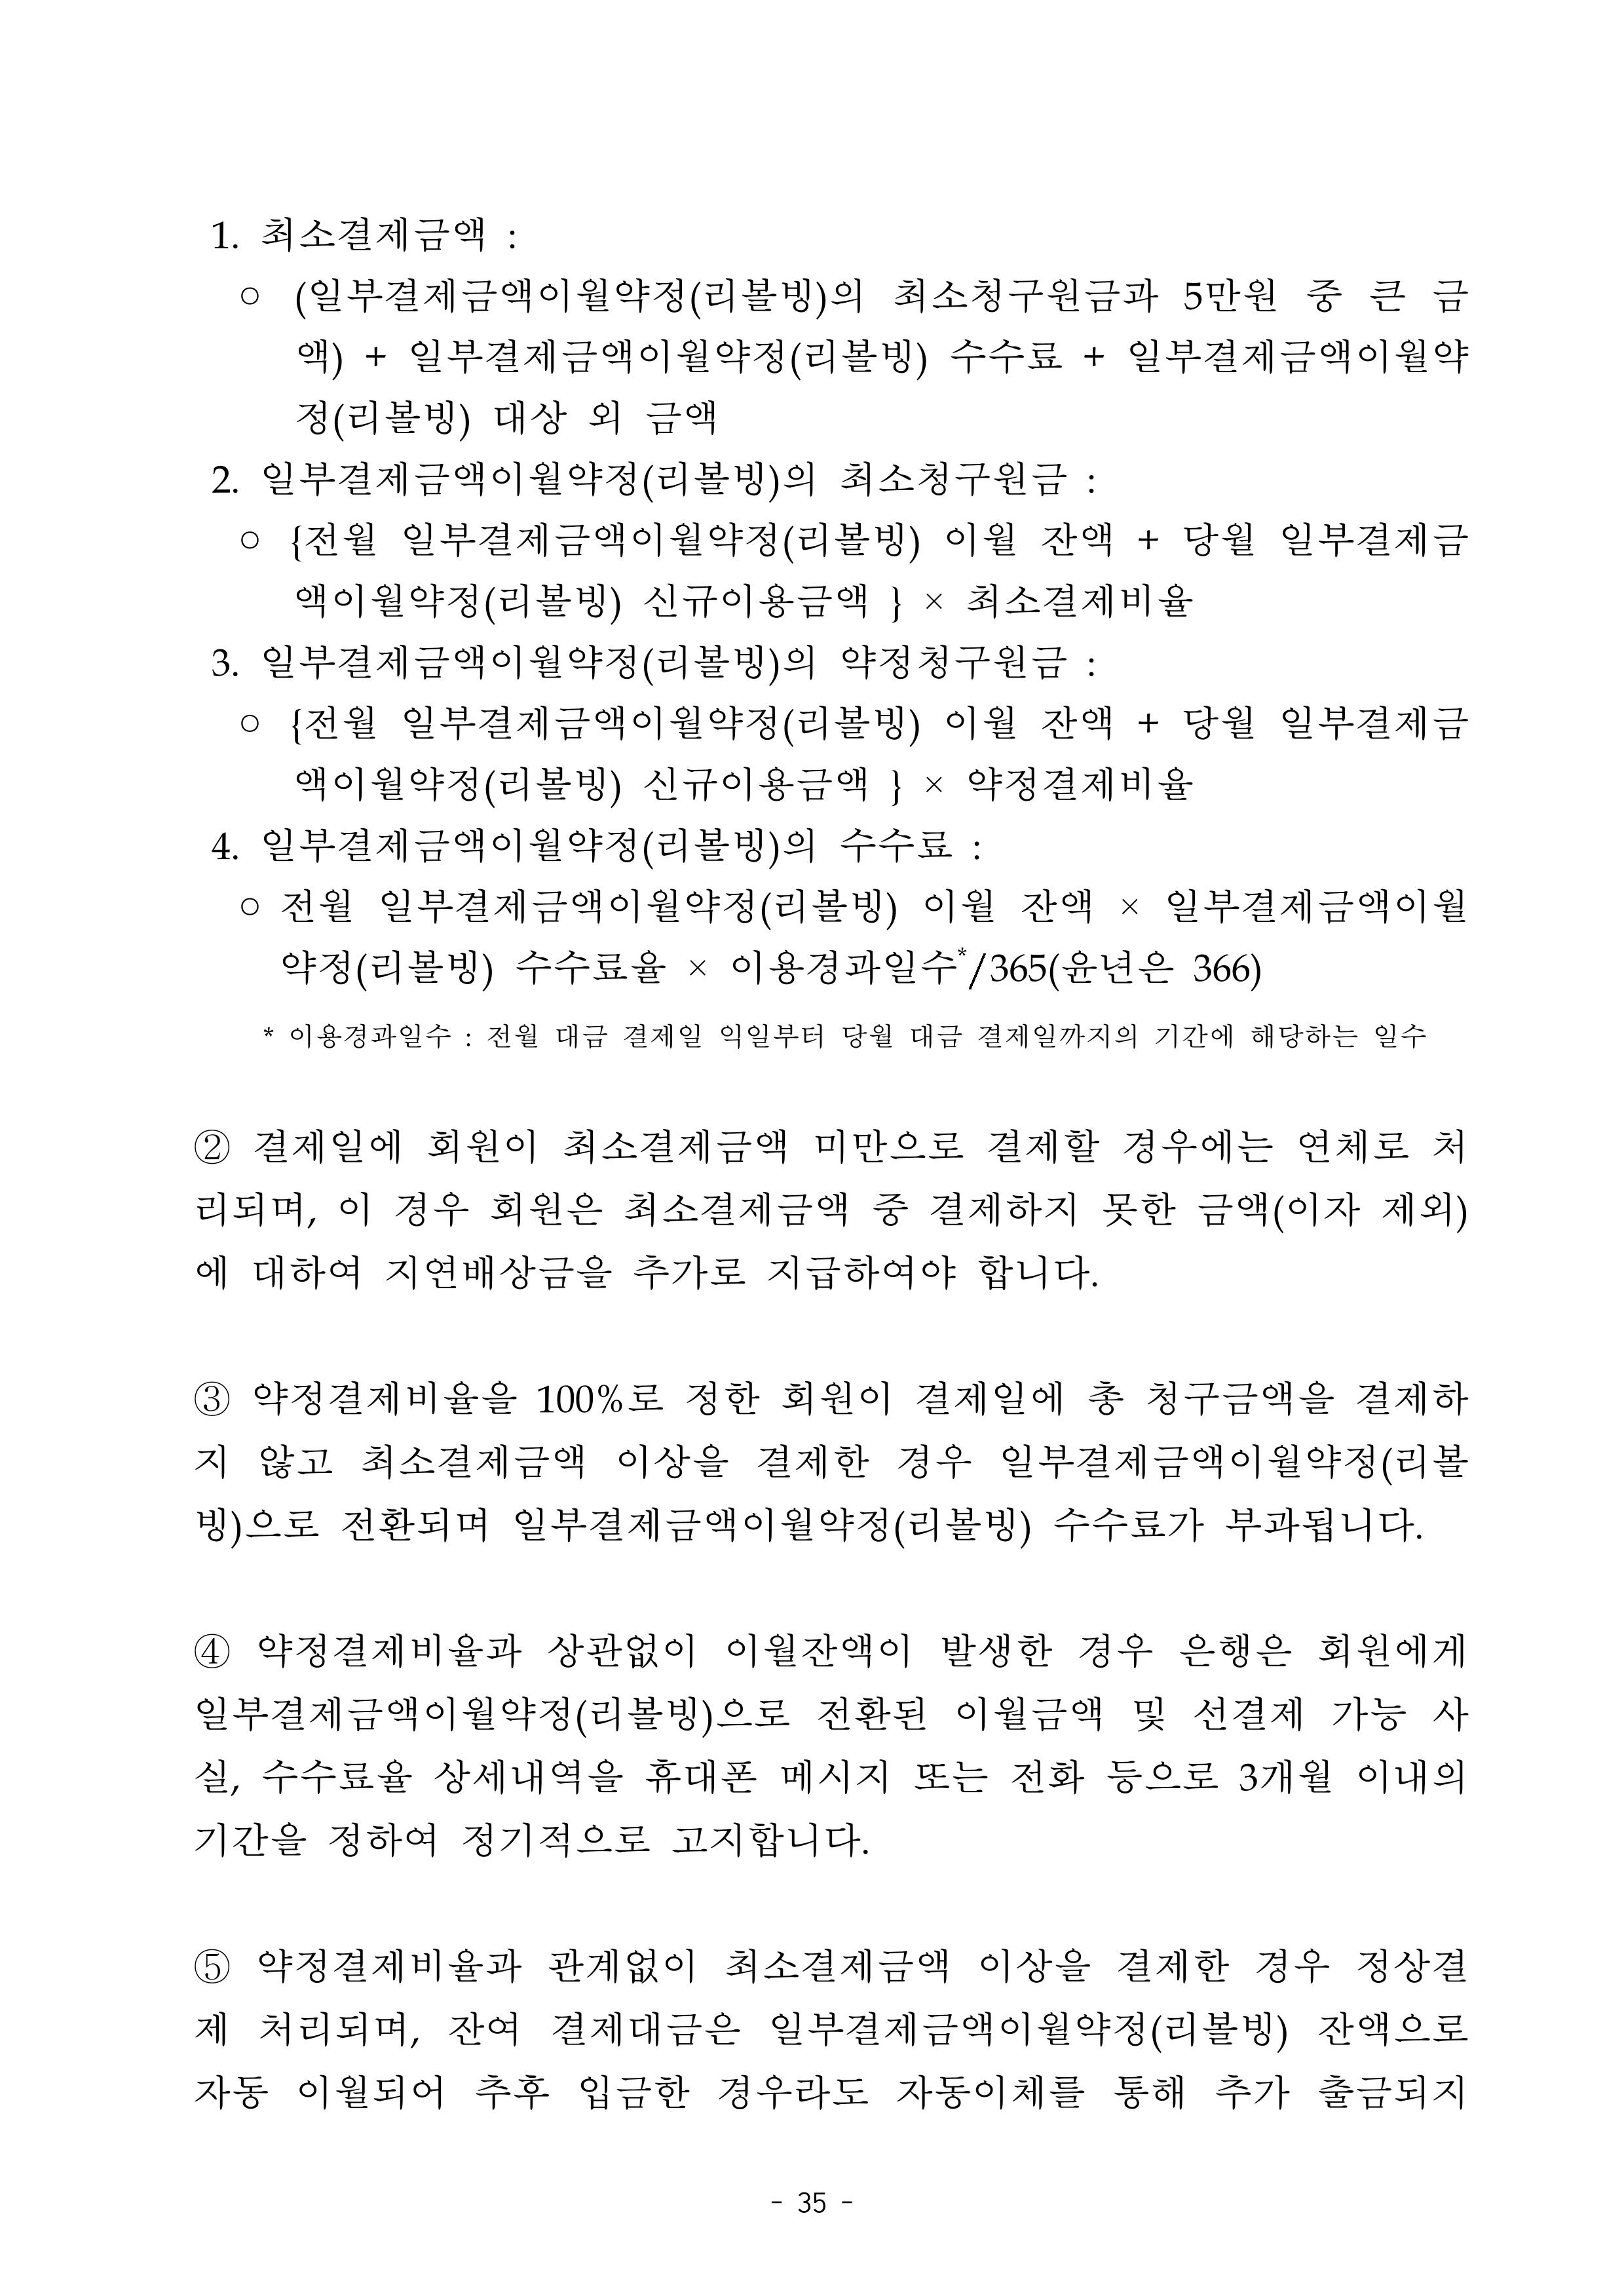 1. 최소결제금액 :
○ (일부결제금액이월약정(리볼빙)의 최소청구원금과 5만원 중 큰 금
액) + 일부결제금액이월약정(리볼빙) 수수료 + 일부결제금액이월약
정(리볼빙) 대상 외 금액
2. 일부결제금액이월약정(리볼빙)의 최소청구원금 :
○ {전월 일부결제금액이월약정(리볼빙) 이월 잔액 + 당월 일부결제금
액이월약정(리볼빙) 신규이용금액 } × 최소결제비율
3. 일부결제금액이월약정(리볼빙)의 약정청구원금 :
○ {전월 일부결제금액이월약정(리볼빙) 이월 잔액 + 당월 일부결제금
액이월약정(리볼빙) 신규이용금액 } × 약정결제비율
4. 일부결제금액이월약정(리볼빙)의 수수료 :
○ 전월 일부결제금액이월약정(리볼빙) 이월 잔액 × 일부결제금액이월
약정(리볼빙) 수수료율 × 이용경과일수*/365(윤년은 366)
* 이용경과일수 : 전월 대금 결제일 익일부터 당월 대금 결제일까지의 기간에 해당하는 일수
② 결제일에 회원이 최소결제금액 미만으로 결제할 경우에는 연체로 처
리되며, 이 경우 회원은 최소결제금액 중 결제하지 못한 금액(이자 제외)
에 대하여 지연배상금을 추가로 지급하여야 합니다.
③ 약정결제비율을 100%로 정한 회원이 결제일에 총 청구금액을 결제하
지 않고 최소결제금액 이상을 결제한 경우 일부결제금액이월약정(리볼
빙)으로 전환되며 일부결제금액이월약정(리볼빙) 수수료가 부과됩니다.
④ 약정결제비율과 상관없이 이월잔액이 발생한 경우 은행은 회원에게
일부결제금액이월약정(리볼빙)으로 전환된 이월금액 및 선결제 가능 사
실, 수수료율 상세내역을 휴대폰 메시지 또는 전화 등으로 3개월 이내의
기간을 정하여 정기적으로 고지합니다.
⑤ 약정결제비율과 관계없이 최소결제금액 이상을 결제한 경우 정상결
제 처리되며, 잔여 결제대금은 일부결제금액이월약정(리볼빙) 잔액으로
자동 이월되어 추후 입금한 경우라도 자동이체를 통해 추가 출금되지
- 35 -